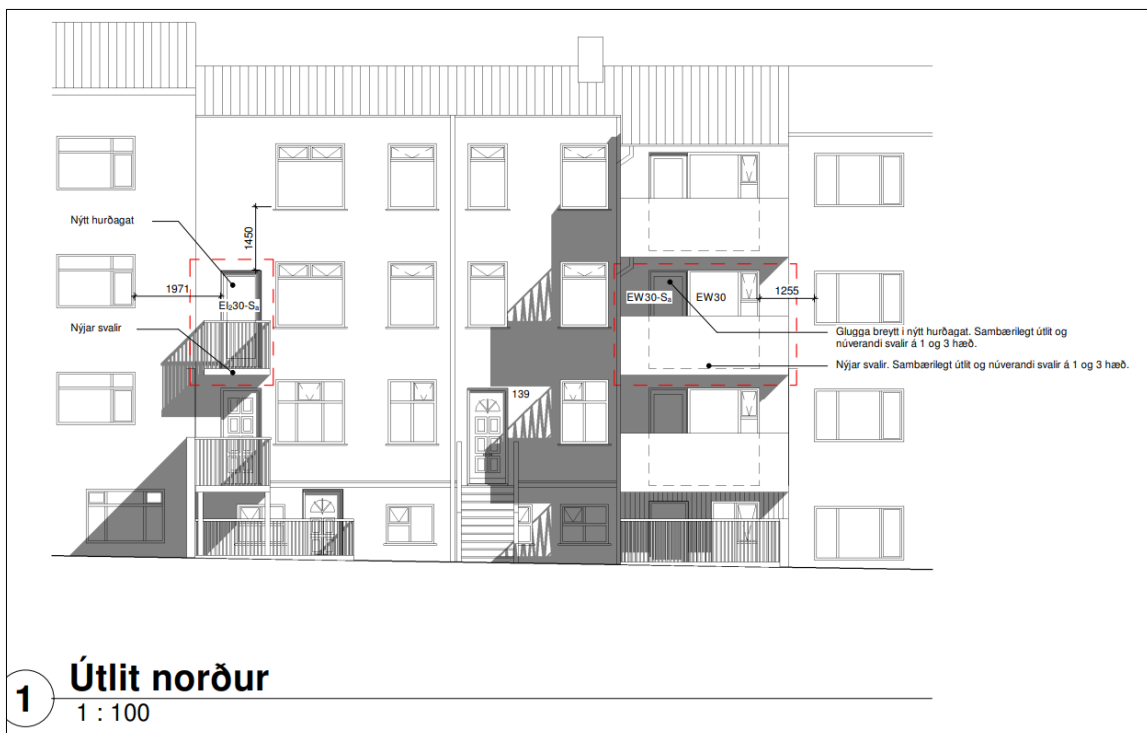 Nýtt hurðagat
1450
1971
EI₂30-Sₐ
Nýjar svalir
EW30-Sₐ
EW30
1255
Glugga breytt í nýtt hurðagat. Sambærilegt útlit og
núverandi svalir á 1 og 3 hæð.
Nýjar svalir. Sambærilegt útlit og núverandi svalir á 1 og 3 hæð.
139
1
Útlit norður
1 : 100